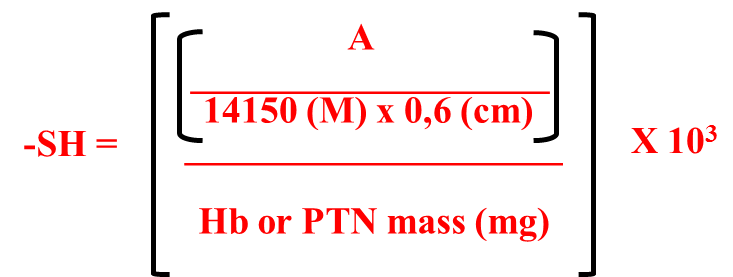 A
14150 (M) x 0,6 (cm)
-SH =
X 10³
Hb or PTN mass (mg)